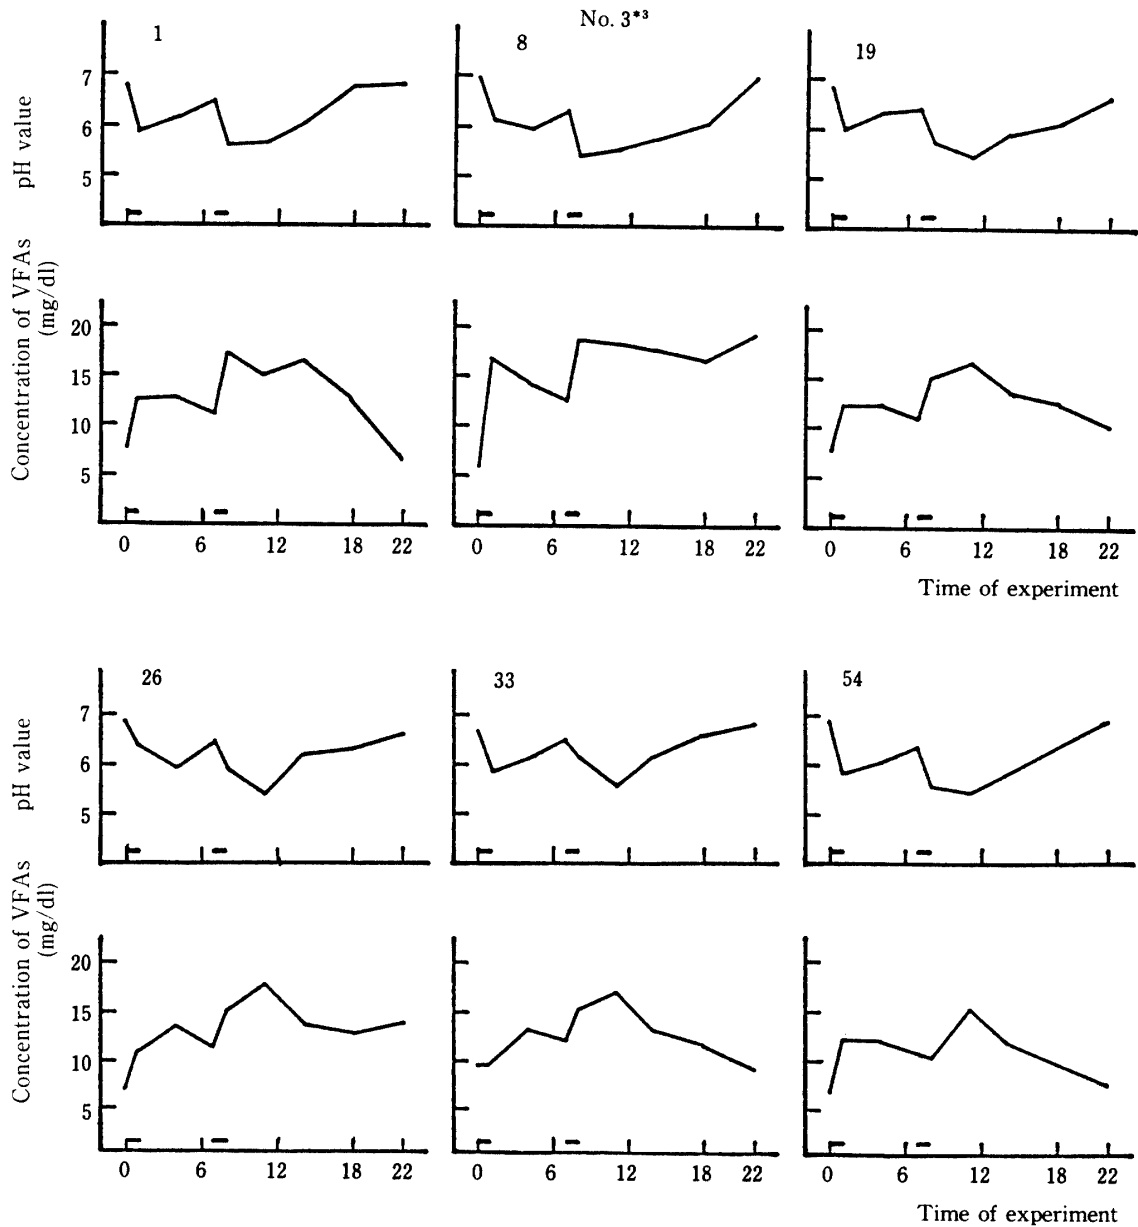 No. 3*3
1
8
19
pH value
7
6
5
Concentration of VFAs
(mg/dl)
20
15
10
5
0 6 12 18 22
0 6 12 18 22
0 6 12 18 22
Time of experiment
26
33
54
pH value
7
6
5
Concentration of VFAs
(mg/dl)
20
15
10
5
0 6 12 18 22
0 6 12 18 22
0 6 12 18 22
Time of experiment